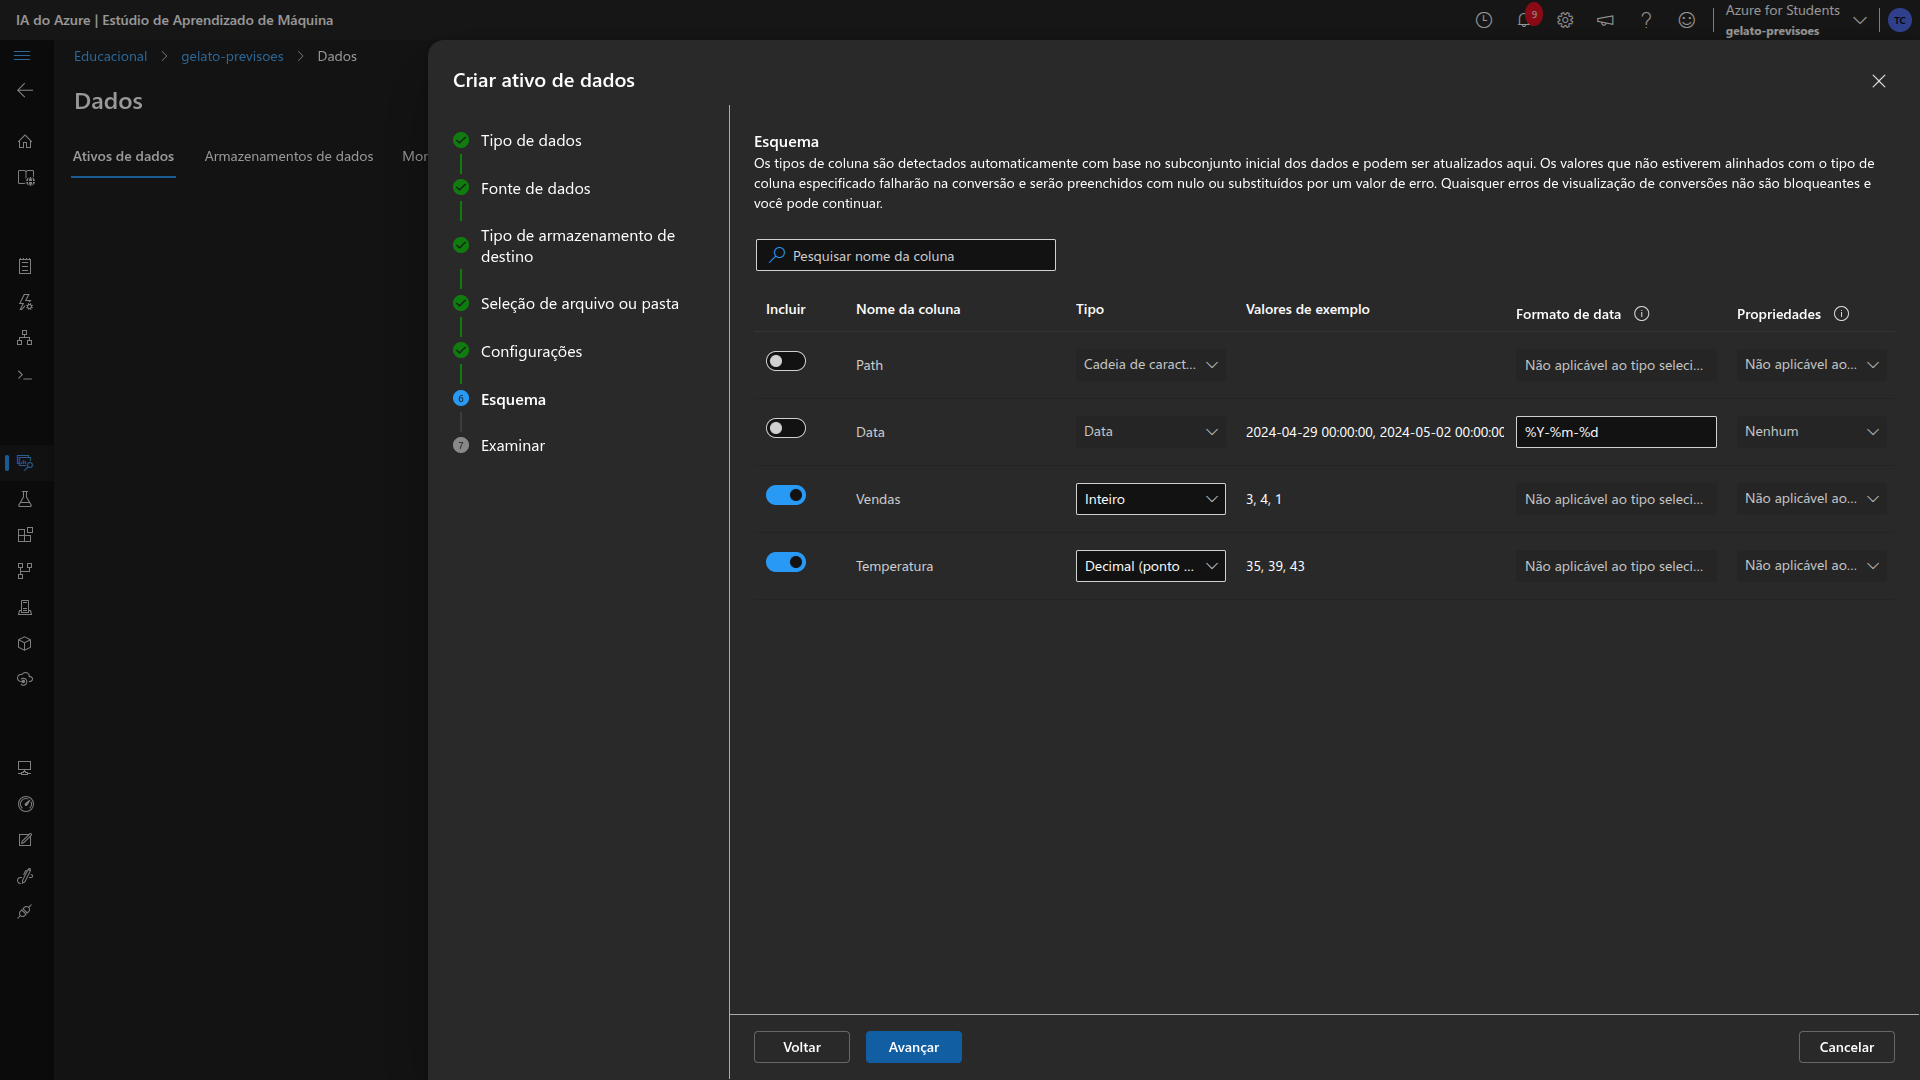 IA do Azure | Estúdio de Aprendizado de Máquina
9
Azure for Students
gelato-previsoes
TC
Educacional > gelato-previsoes > Dados
Dados
Ativos de dados
Armazenamentos de dados
Mor
Criar ativo de dados
Tipo de dados
Fonte de dados
Tipo de armazenamento de
destino
Seleção de arquivo ou pasta
Configurações
6 Esquema
7 Examinar
Esquema
Os tipos de coluna são detectados automaticamente com base no subconjunto inicial dos dados e podem ser atualizados aqui. Os valores que não estiverem alinhados com o tipo de
coluna especificado falharão na conversão e serão preenchidos com nulo ou substituídos por um valor de erro. Quaisquer erros de visualização de conversões não são bloqueantes e
você pode continuar.
Pesquisar nome da coluna
Incluir Nome da coluna Tipo Valores de exemplo Formato de data Propriedades
Path Cadeia de caract... Não aplicável ao tipo seleci... Não aplicável ao...
Data Data 2024-04-29 00:00:00, 2024-05-02 00:00:00 %Y-%m-%d Nenhum
Vendas Inteiro 3, 4, 1 Não aplicável ao tipo seleci... Não aplicável ao...
Temperatura Decimal (ponto ... 35, 39, 43 Não aplicável ao tipo seleci... Não aplicável ao...
Voltar
Avançar
Cancelar